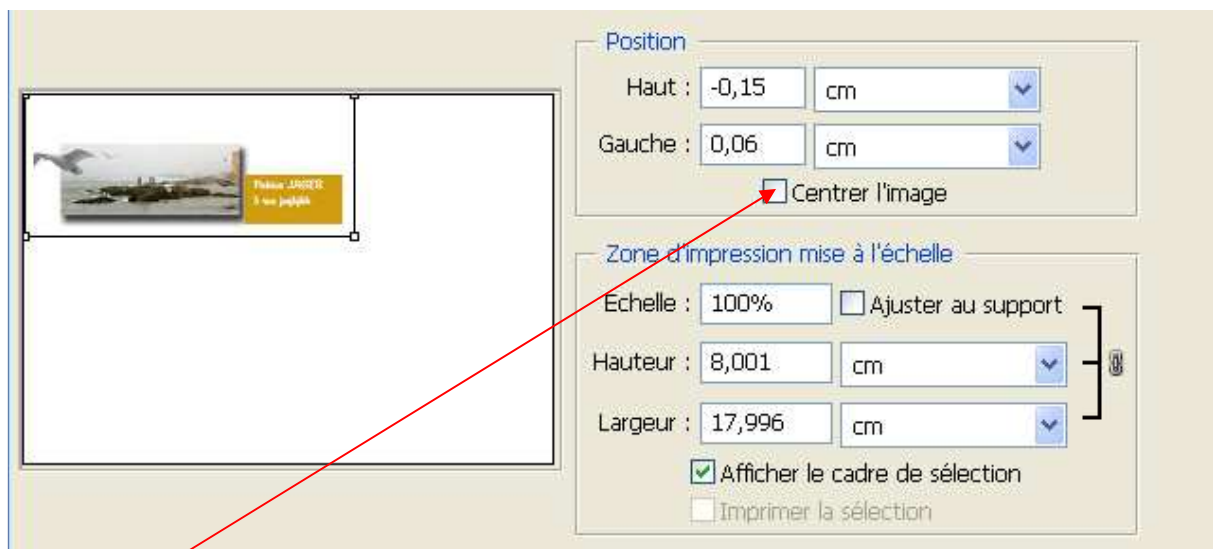 Position
Haut : -0,15 cm
Gauche : 0,06 cm
Centrer l'image
Zone d'impression mise à l'échelle
Echelle : 100% Ajuster au support
Hauteur : 8,001 cm
Largeur : 17,996 cm
Afficher le cadre de sélection
Imprimer la sélection